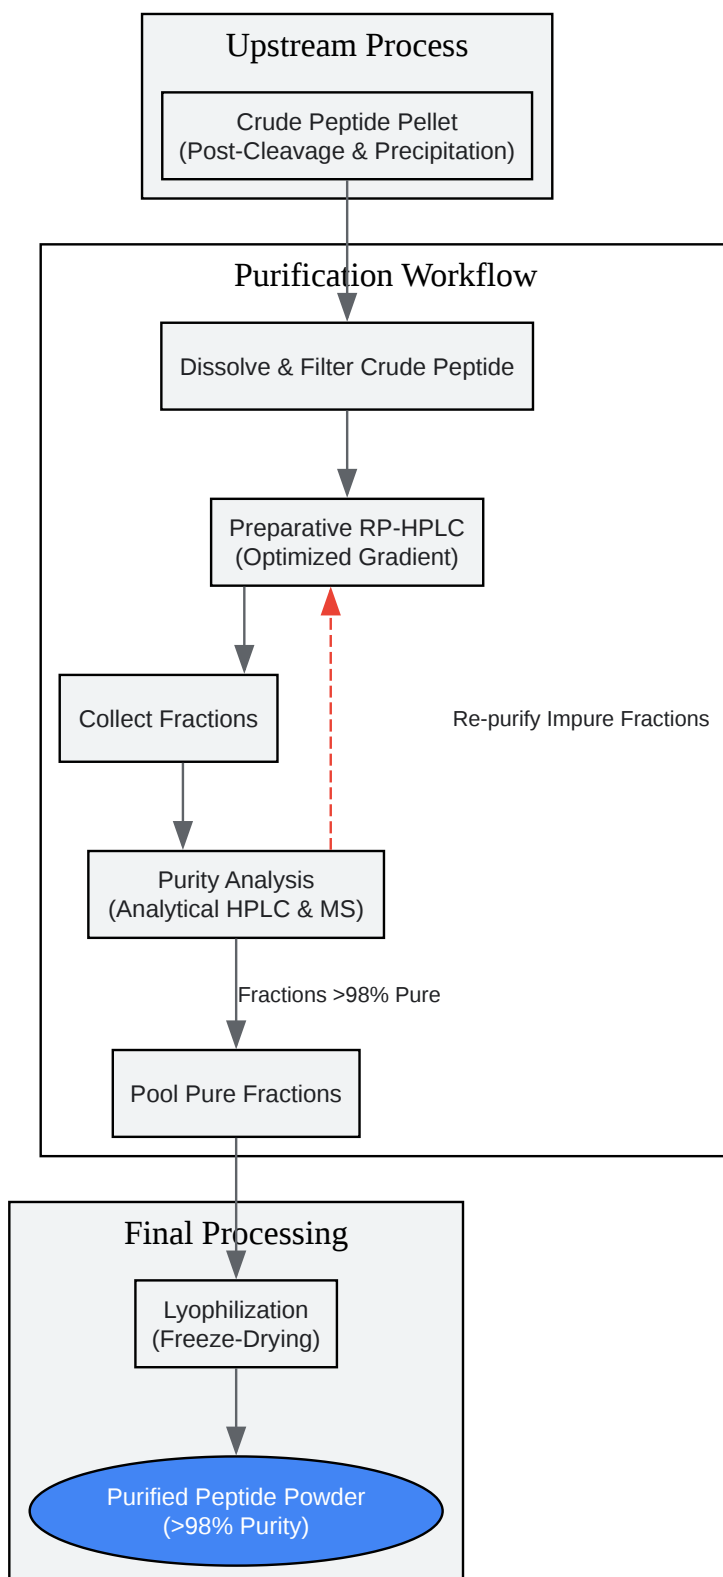 Upstream Process
Crude Peptide Pellet
(Post-Cleavage & Precipitation)
Purification Workflow
Dissolve & Filter Crude Peptide
Preparative RP-HPLC
(Optimized Gradient)
Collect Fractions
Re-purify Impure Fractions
Purity Analysis
(Analytical HPLC & MS)
Fractions >98% Pure
Pool Pure Fractions
Final Processing
Lyophilization
(Freeze-Drying)
Purified Peptide Powder
(>98% Purity)